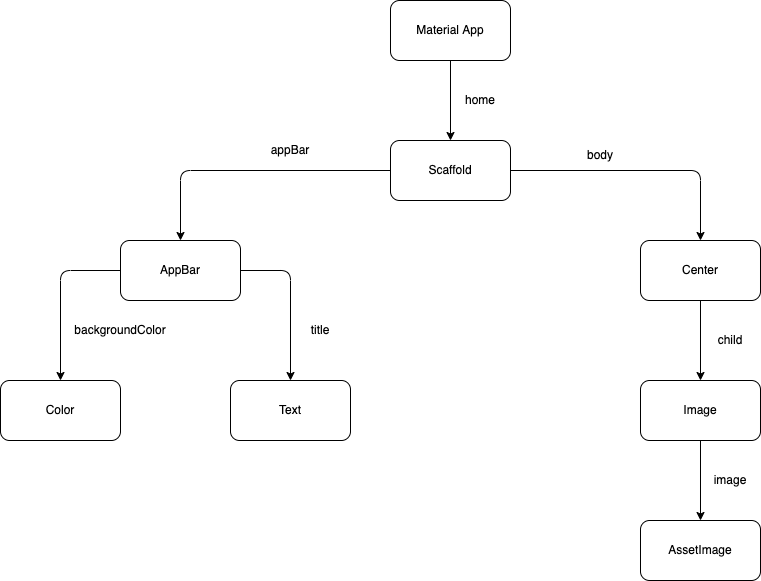 Material App
home
appBar
body
Scaffold
AppBar
Center
backgroundColor
title
child
Color
Text
Image
image
AssetImage